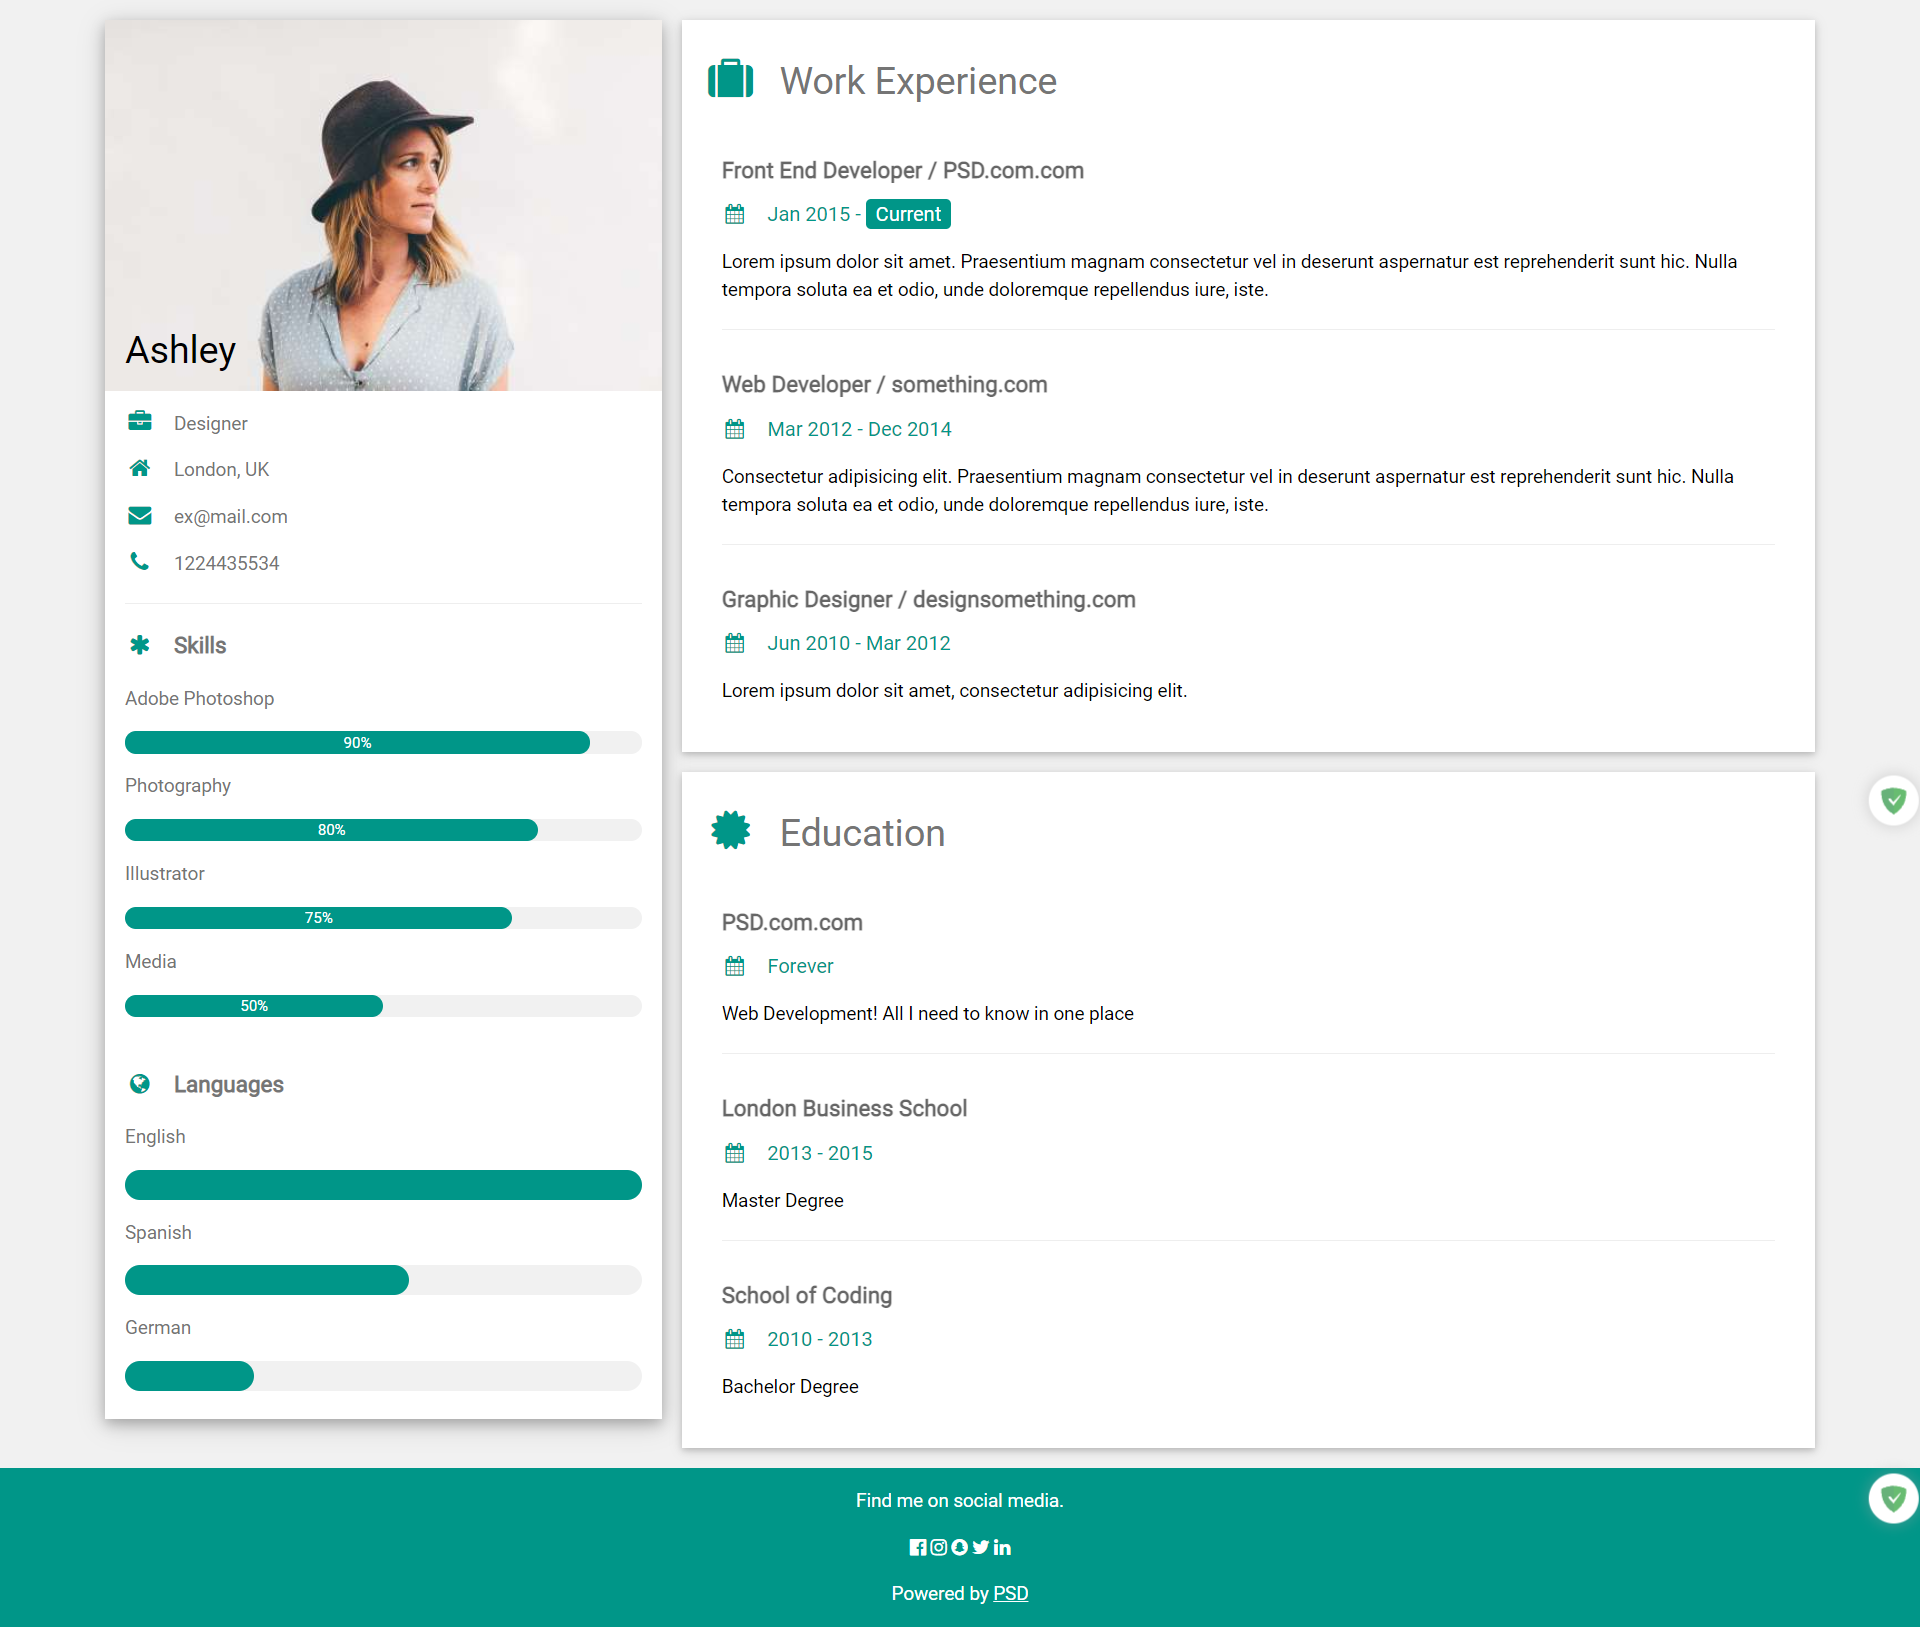 Ashley
Designer
London, UK
ex@mail.com
1224435534
Skills
Adobe Photoshop
90%
Photography
80%
Illustrator
75%
Media
50%
Languages
English
Spanish
German
Work Experience
Front End Developer / PSD.com.com
Jan 2015 - Current
Lorem ipsum dolor sit amet. Praesentium magnam consectetur vel in deserunt aspernatur est reprehenderit sunt hic. Nulla
tempora soluta ea et odio, unde doloremque repellendus iure, iste.
Web Developer / something.com
Mar 2012 - Dec 2014
Consectetur adipisicing elit. Praesentium magnam consectetur vel in deserunt aspernatur est reprehenderit sunt hic. Nulla
tempora soluta ea et odio, unde doloremque repellendus iure, iste.
Graphic Designer / designsomething.com
Jun 2010 - Mar 2012
Lorem ipsum dolor sit amet, consectetur adipisicing elit.
Education
PSD.com.com
Forever
Web Development! All I need to know in one place
London Business School
2013 - 2015
Master Degree
School of Coding
2010 - 2013
Bachelor Degree
Find me on social media.
Powered by PSD